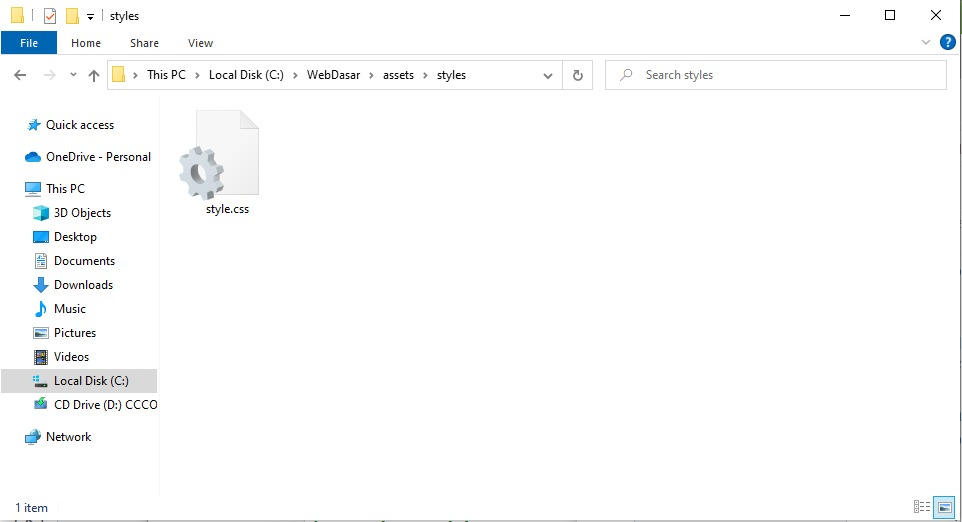 styles
File Home Share View
This PC Local Disk (C:) WebDasar assets styles
Search styles
Quick access
OneDrive - Personal
This PC
3D Objects
Desktop
Documents
Downloads
Music
Pictures
Videos
Local Disk (C:)
CD Drive (D:) CCCO
Network
style.css
1 item